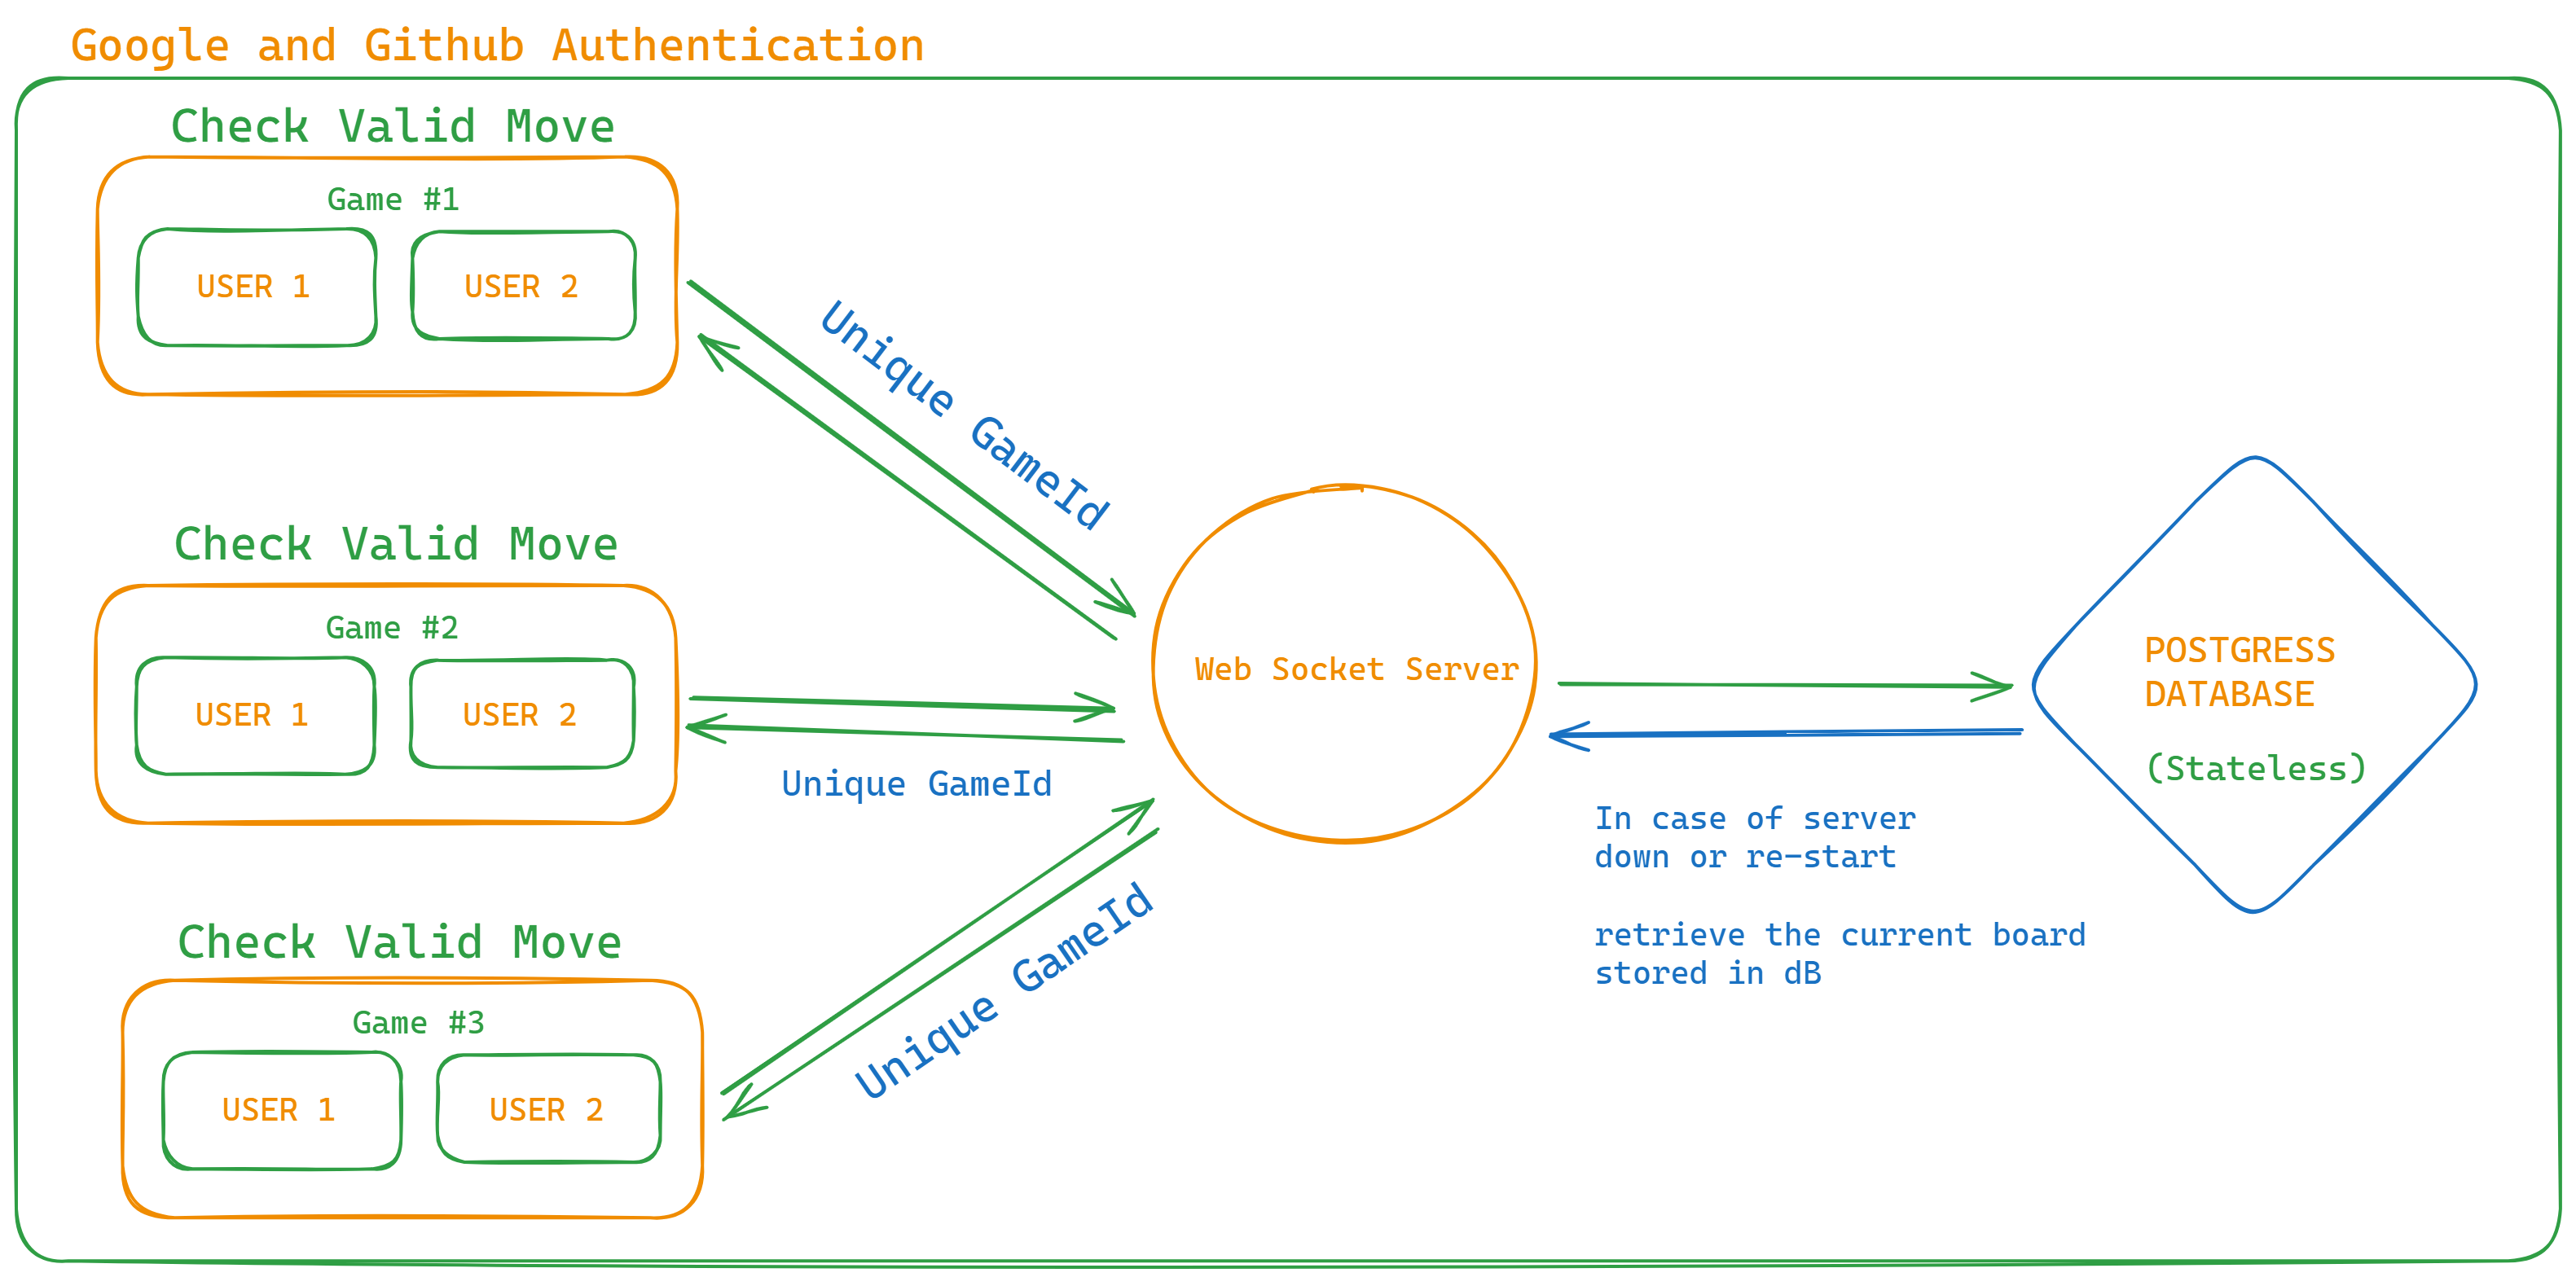 Google and Github Authentication
Check Valid Move
Game #1
USER 1
USER 2
Unique GameId
Check Valid Move
Game #2
USER 1
USER 2
Unique GameId
Web Socket Server
POSTGRESS
DATABASE
(Stateless)
In case of server
down or re-start
retrieve the current board
stored in dB
Check Valid Move
Game #3
USER 1
USER 2
Unique GameId